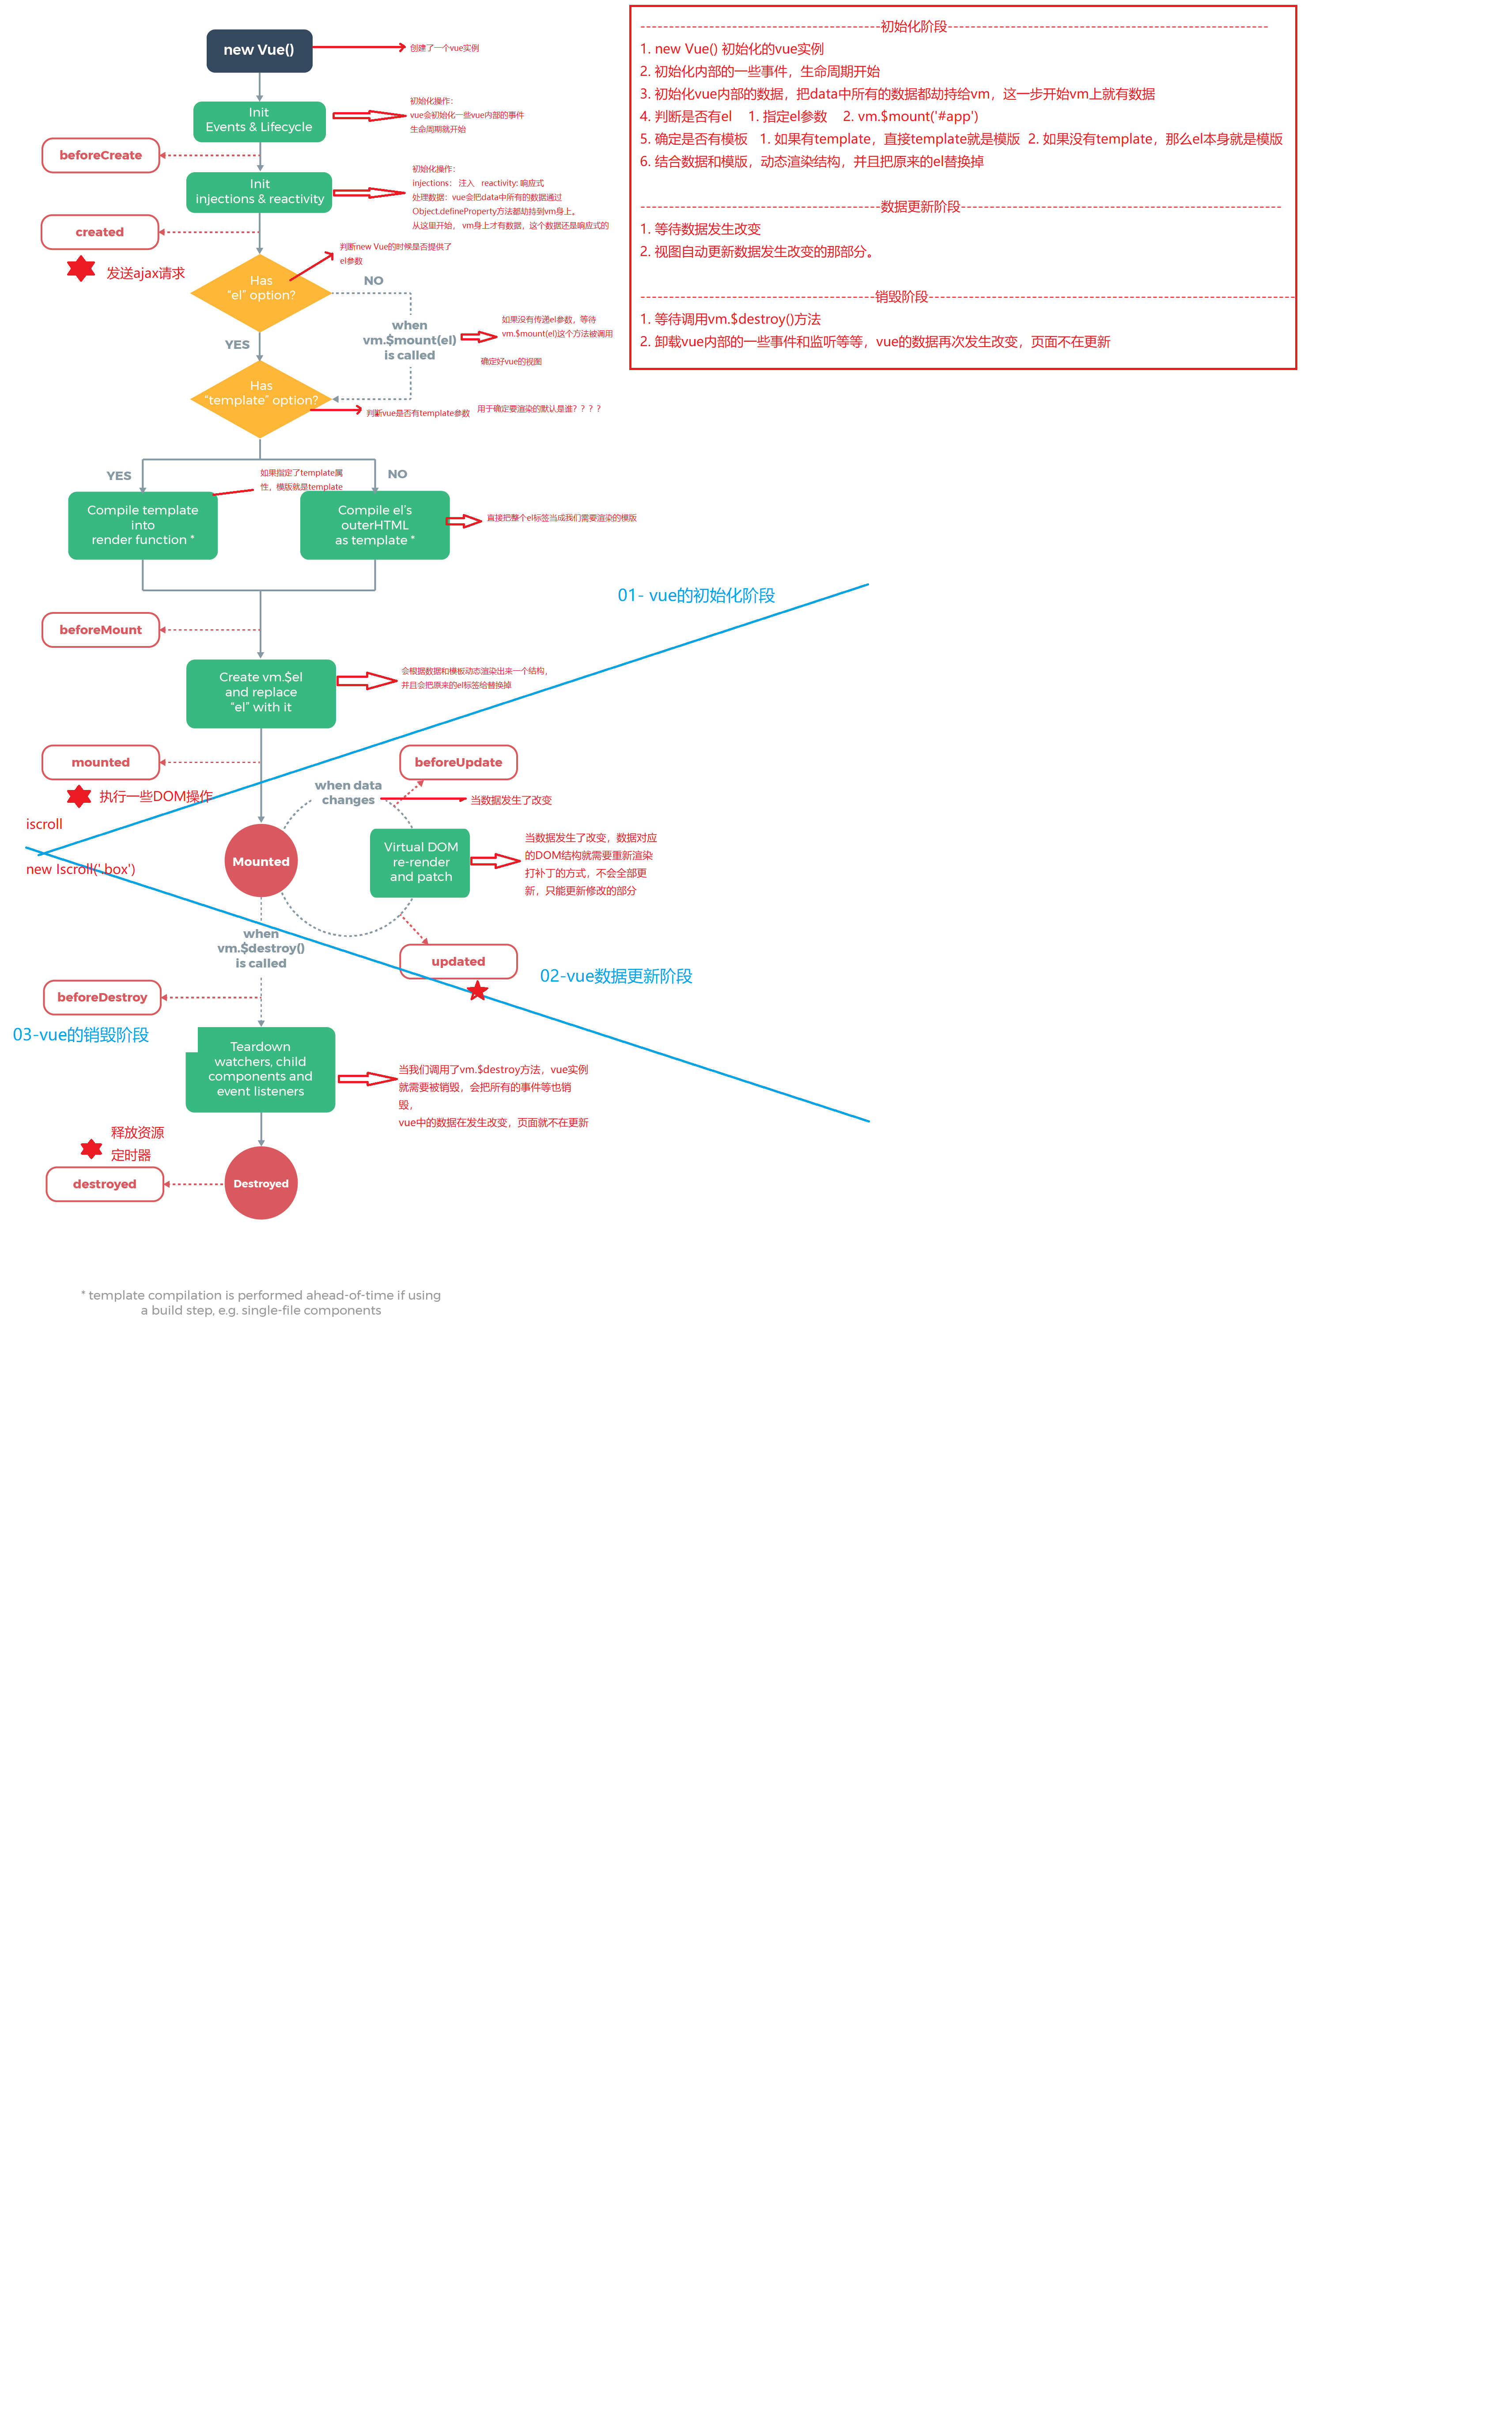 new Vue()
创建了一个vue实例
Init
Events & Lifecycle
初始化操作：
vue会初始化一些vue内部的事件
生命周期就开始
beforeCreate
Init
injections & reactivity
初始化操作：
injections： 注入 reactivity: 响应式
处理数据：vue会把data中所有的数据通过
Object.defineProperty方法都劫持到vm身上。
从这里开始， vm身上才有数据，这个数据还是响应式的
created
发送ajax请求
判断new Vue的时候是否提供了
el参数
Has
“el” option?
NO
YES
when
vm.$mount(el)
is called
如果没有传递el参数，等待
vm.$mount(el)这个方法被调用
确定好vue的视图
Has
“template” option?
判断vue是否有template参数
用于确定要渲染的默认是谁？？？？
YES
NO
如果指定了template属
性，模版就是template
Compile template
into
render function *
Compile el's
outerHTML
as template *
直接把整个el标签当成我们需要渲染的模版
01- vue的初始化阶段
beforeMount
Create vm.$el
and replace
“el” with it
会根据数据和模板动态渲染出来一个结构，
并且会把原来的el标签给替换掉
mounted
执行一些DOM操作
iscroll
new Iscroll('.box')
beforeUpdate
when data
changes
当数据发生了改变
Mounted
Virtual DOM
re-render
and patch
当数据发生了改变，数据对应
的DOM结构就需要重新渲染
打补丁的方式，不会全部更
新，只能更新修改的部分
when
vm.$destroy()
is called
updated
02-vue数据更新阶段
beforeDestroy
03-vue的销毁阶段
Teardown
watchers, child
components and
event listeners
当我们调用了vm.$destroy方法，vue实例
就需要被销毁，会把所有的事件等也销
毁，
vue中的数据在发生改变，页面就不在更新
释放资源
定时器
destroyed
Destroyed
* template compilation is performed ahead-of-time if using
a build step, e.g. single-file components
初始化阶段
1. new Vue() 初始化的vue实例
2. 初始化内部的一些事件，生命周期开始
3. 初始化vue内部的数据，把data中所有的数据都劫持给vm，这一步开始vm上就有数据
4. 判断是否有el 1. 指定el参数 2. vm.$mount('#app')
5. 确定是否有模板 1. 如果有template，直接template就是模版 2. 如果没有template，那么el本身就是模版
6. 结合数据和模版，动态渲染结构，并且把原来的el替换掉
数据更新阶段
1. 等待数据发生改变
2. 视图自动更新数据发生改变的那部分。
销毁阶段
1. 等待调用vm.$destroy()方法
2. 卸载vue内部的一些事件和监听等等，vue的数据再次发生改变，页面不在更新